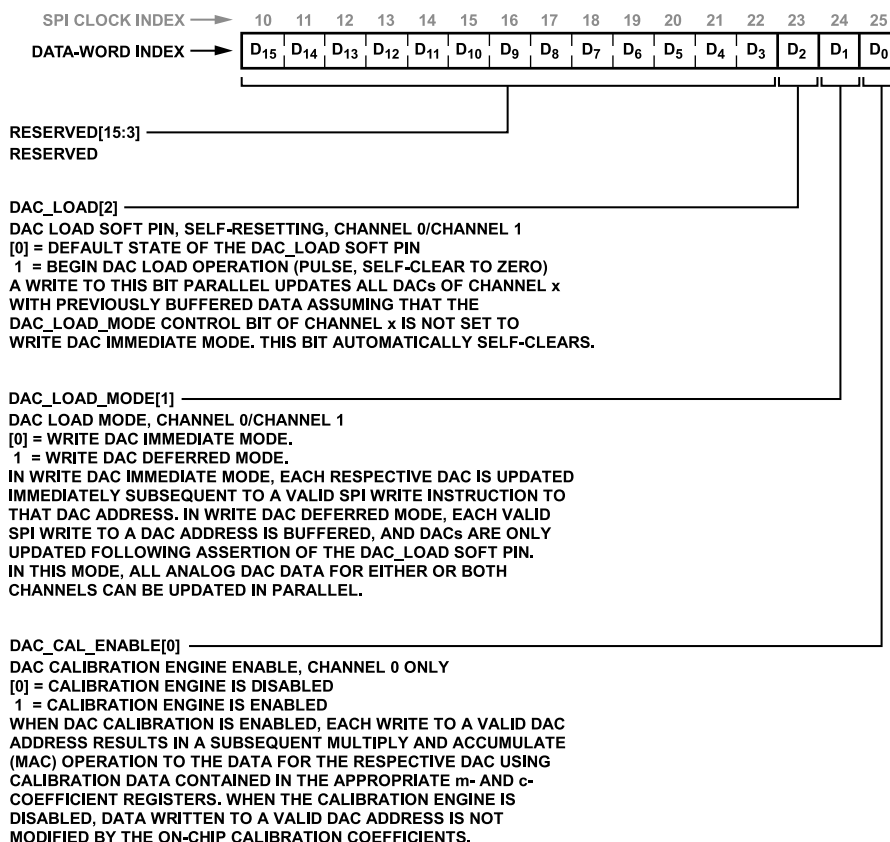 SPI CLOCK INDEX 10 11 12 13 14 15 16 17 18 19 20 21 22 23 24 25
DATA-WORD INDEX D15 D14 D13 D12 D11 D10 D9 D8 D7 D6 D5 D4 D3 D2 D1 D0
RESERVED[15:3]
RESERVED
DAC_LOAD[2]
DAC LOAD SOFT PIN, SELF-RESETTING, CHANNEL 0/CHANNEL 1
[0] = DEFAULT STATE OF THE DAC_LOAD SOFT PIN
1 = BEGIN DAC LOAD OPERATION (PULSE, SELF-CLEAR TO ZERO)
A WRITE TO THIS BIT PARALLEL UPDATES ALL DACs OF CHANNEL x
WITH PREVIOUSLY BUFFERED DATA ASSUMING THAT THE
DAC_LOAD_MODE CONTROL BIT OF CHANNEL x IS NOT SET TO
WRITE DAC IMMEDIATE MODE. THIS BIT AUTOMATICALLY SELF-CLEARS.
DAC_LOAD_MODE[1]
DAC LOAD MODE, CHANNEL 0/CHANNEL 1
[0] = WRITE DAC IMMEDIATE MODE.
1 = WRITE DAC DEFERRED MODE.
IN WRITE DAC IMMEDIATE MODE, EACH RESPECTIVE DAC IS UPDATED
IMMEDIATELY SUBSEQUENT TO A VALID SPI WRITE INSTRUCTION TO
THAT DAC ADDRESS. IN WRITE DAC DEFERRED MODE, EACH VALID
SPI WRITE TO A DAC ADDRESS IS BUFFERED, AND DACs ARE ONLY
UPDATED FOLLOWING ASSERTION OF THE DAC_LOAD SOFT PIN.
IN THIS MODE, ALL ANALOG DAC DATA FOR EITHER OR BOTH
CHANNELS CAN BE UPDATED IN PARALLEL.
DAC_CAL_ENABLE[0]
DAC CALIBRATION ENGINE ENABLE, CHANNEL 0 ONLY
[0] = CALIBRATION ENGINE IS DISABLED
1 = CALIBRATION ENGINE IS ENABLED
WHEN DAC CALIBRATION IS ENABLED, EACH WRITE TO A VALID DAC
ADDRESS RESULTS IN A SUBSEQUENT MULTIPLY AND ACCUMULATE
(MAC) OPERATION TO THE DATA FOR THE RESPECTIVE DAC USING
CALIBRATION DATA CONTAINED IN THE APPROPRIATE m- AND c-
COEFFICIENT REGISTERS. WHEN THE CALIBRATION ENGINE IS
DISABLED, DATA WRITTEN TO A VALID DAC ADDRESS IS NOT
MODIFIED BY THE ON-CHIP CALIBRATION COEFFICIENTS.